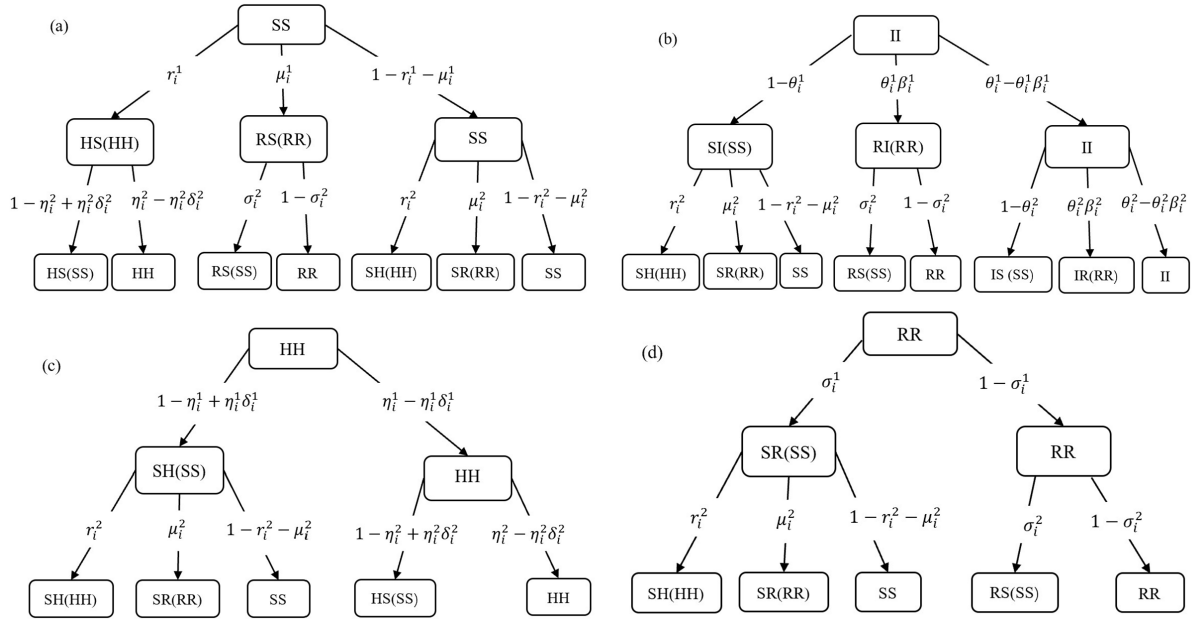 (a)
SS
r_i^1
μ_i^1
1 − r_i^1 − μ_i^1
HS(HH)
RS(RR)
SS
1 − η_i^2 + η_i^2δ_i^2
η_i^2 − η_i^2δ_i^2
σ_i^2
1 − σ_i^2
r_i^2
μ_i^2
1 − r_i^2 − μ_i^2
HS(SS)
HH
RS(SS)
RR
SH(HH)
SR(RR)
SS
(b)
II
1−θ_i^1
θ_i^1β_i^1
θ_i^1−θ_i^1β_i^1
SI(SS)
RI(RR)
II
r_i^2
μ_i^2
1 − r_i^2 − μ_i^2
σ_i^2
1 − σ_i^2
1−θ_i^2
θ_i^2β_i^2
θ_i^2−θ_i^2β_i^2
SH(HH)
SR(RR)
SS
RS(SS)
RR
IS (SS)
IR(RR)
II
(c)
HH
1 − η_i^1 + η_i^1δ_i^1
η_i^1 − η_i^1δ_i^1
SH(SS)
HH
r_i^2
μ_i^2
1 − r_i^2 − μ_i^2
1 − η_i^2 + η_i^2δ_i^2
η_i^2 − η_i^2δ_i^2
SH(HH)
SR(RR)
SS
HS(SS)
HH
(d)
RR
σ_i^1
1 − σ_i^1
SR(SS)
RR
r_i^2
μ_i^2
1 − r_i^2 − μ_i^2
σ_i^2
1 − σ_i^2
SH(HH)
SR(RR)
SS
RS(SS)
RR